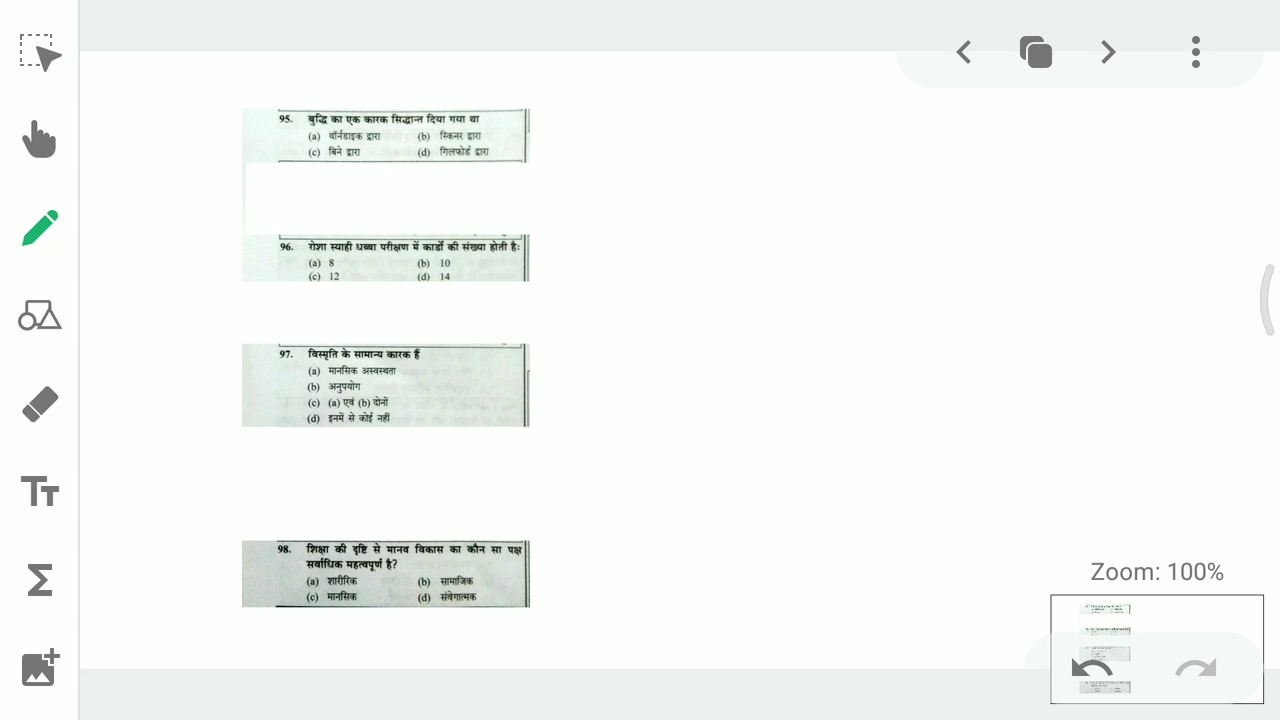 95. बुद्धि का एक कारक सिद्धान्त दिया गया था
(a) थॉर्नडाइक द्वारा (b) स्किनर द्वारा
(c) बिने द्वारा (d) गिलफोर्ड द्वारा
96. रोशा स्याही धब्बा परीक्षण में कार्डों की संख्या होती है:
(a) 8 (b) 10
(c) 12 (d) 14
97. विस्मृति के सामान्य कारक हैं
(a) मानसिक अस्वस्थता
(b) अनुपयोग
(c) (a) एवं (b) दोनों
(d) इनमें से कोई नहीं
98. शिक्षा की दृष्टि से मानव विकास का कौन सा पक्ष
सर्वाधिक महत्वपूर्ण है?
(a) शारीरिक (b) सामाजिक
(c) मानसिक (d) संवेगात्मक
Tт
Σ
Zoom: 100%